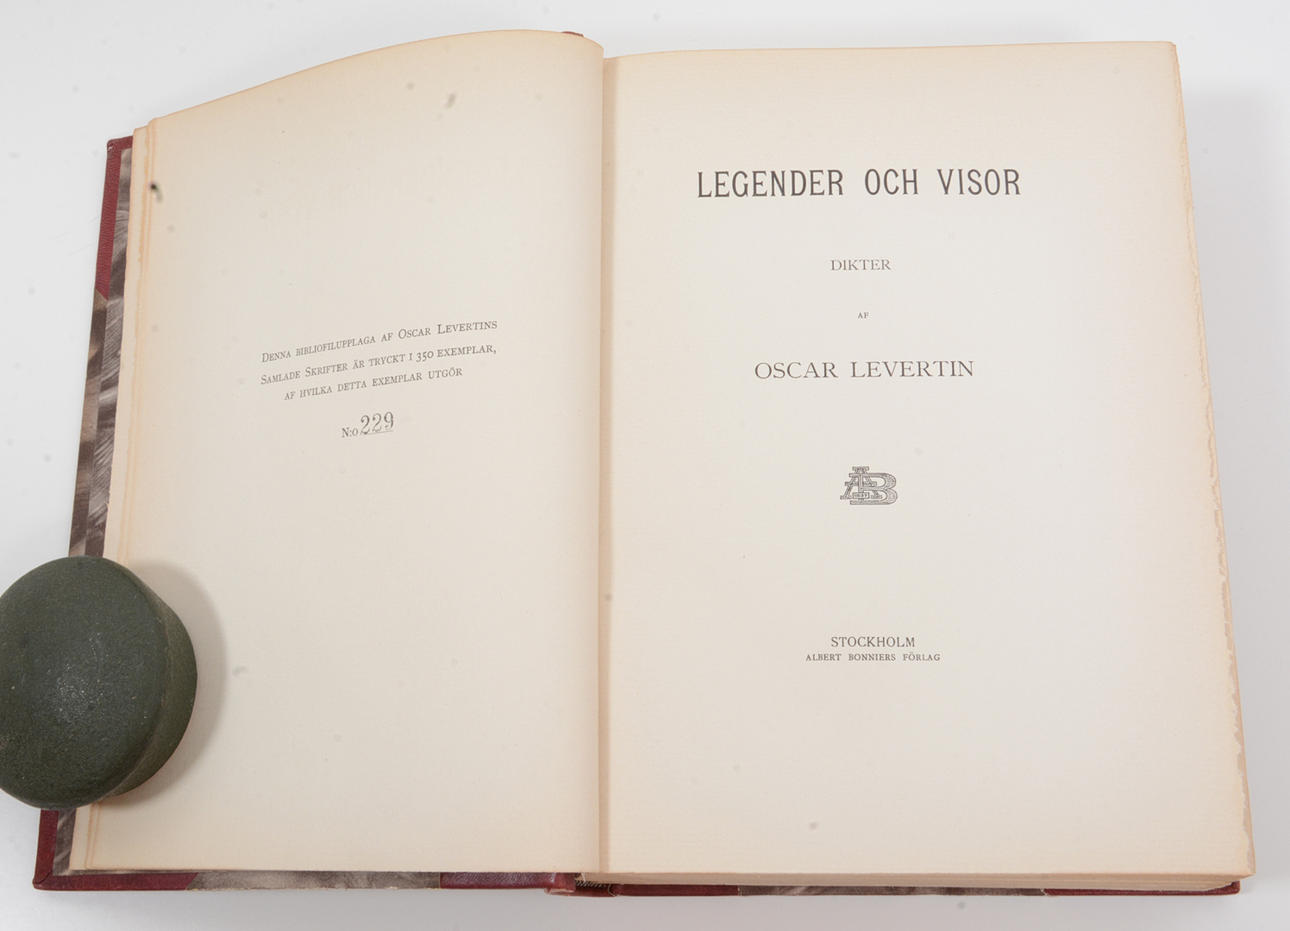 Denna bibliofilupplaga af Oscar Levertins
Samlade Skrifter är tryckt i 350 exemplar,
af hvilka detta exemplar utgör
N:o 229
LEGENDER OCH VISOR
DIKTER
AF
OSCAR LEVERTIN
AB
STOCKHOLM
ALBERT BONNIERS FÖRLAG